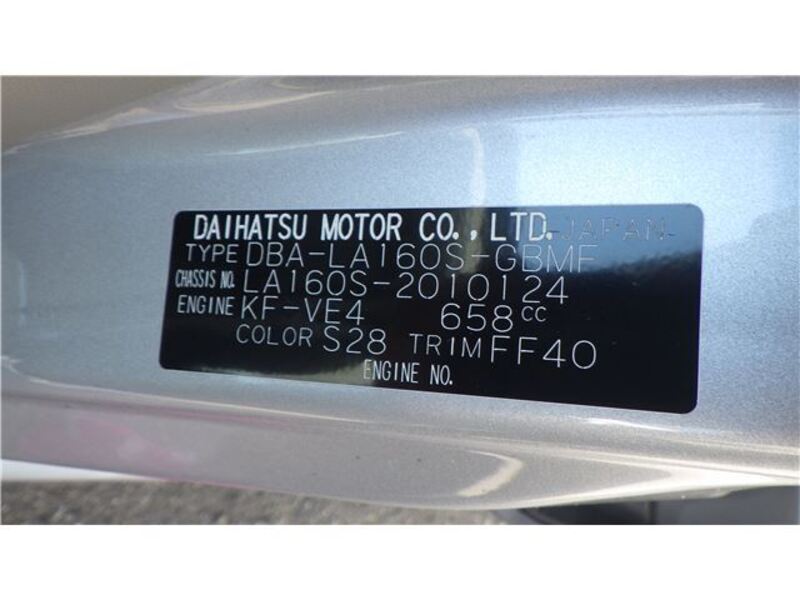 DAIHATSU MOTOR CO., LTD. -JAPAN-
TYPE DBA-LA160S-GBMF
CHASSIS NO. LA160S-2010124
ENGINE KF-VE4 658CC
COLOR S28 TRIM FF40
ENGINE NO.